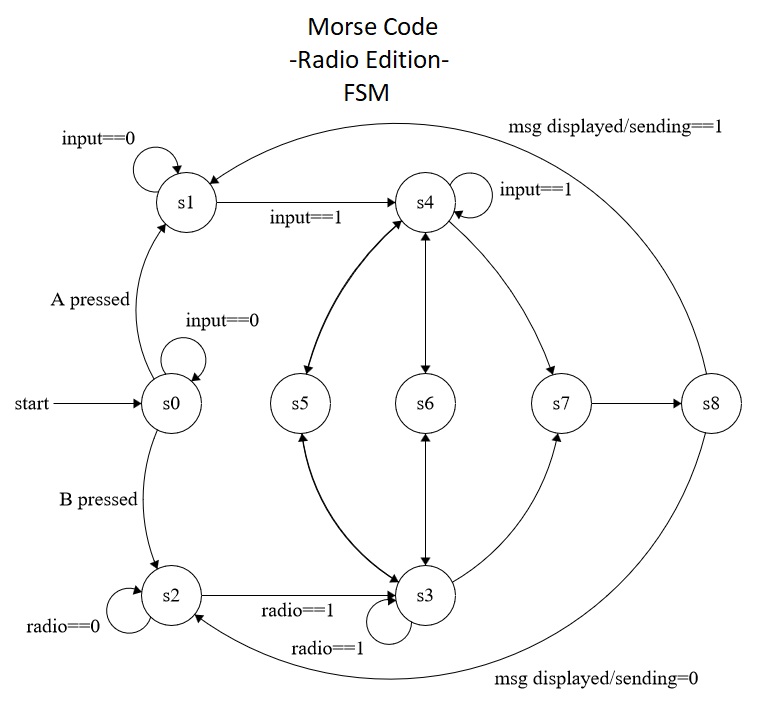 Morse Code
-Radio Edition-
FSM
msg displayed/sending==1
input==0
s1
s4
input==1
input==1
A pressed
input==0
start
s0
s5
s6
s7
s8
B pressed
s2
s3
radio==1
radio==0
radio==1
msg displayed/sending=0